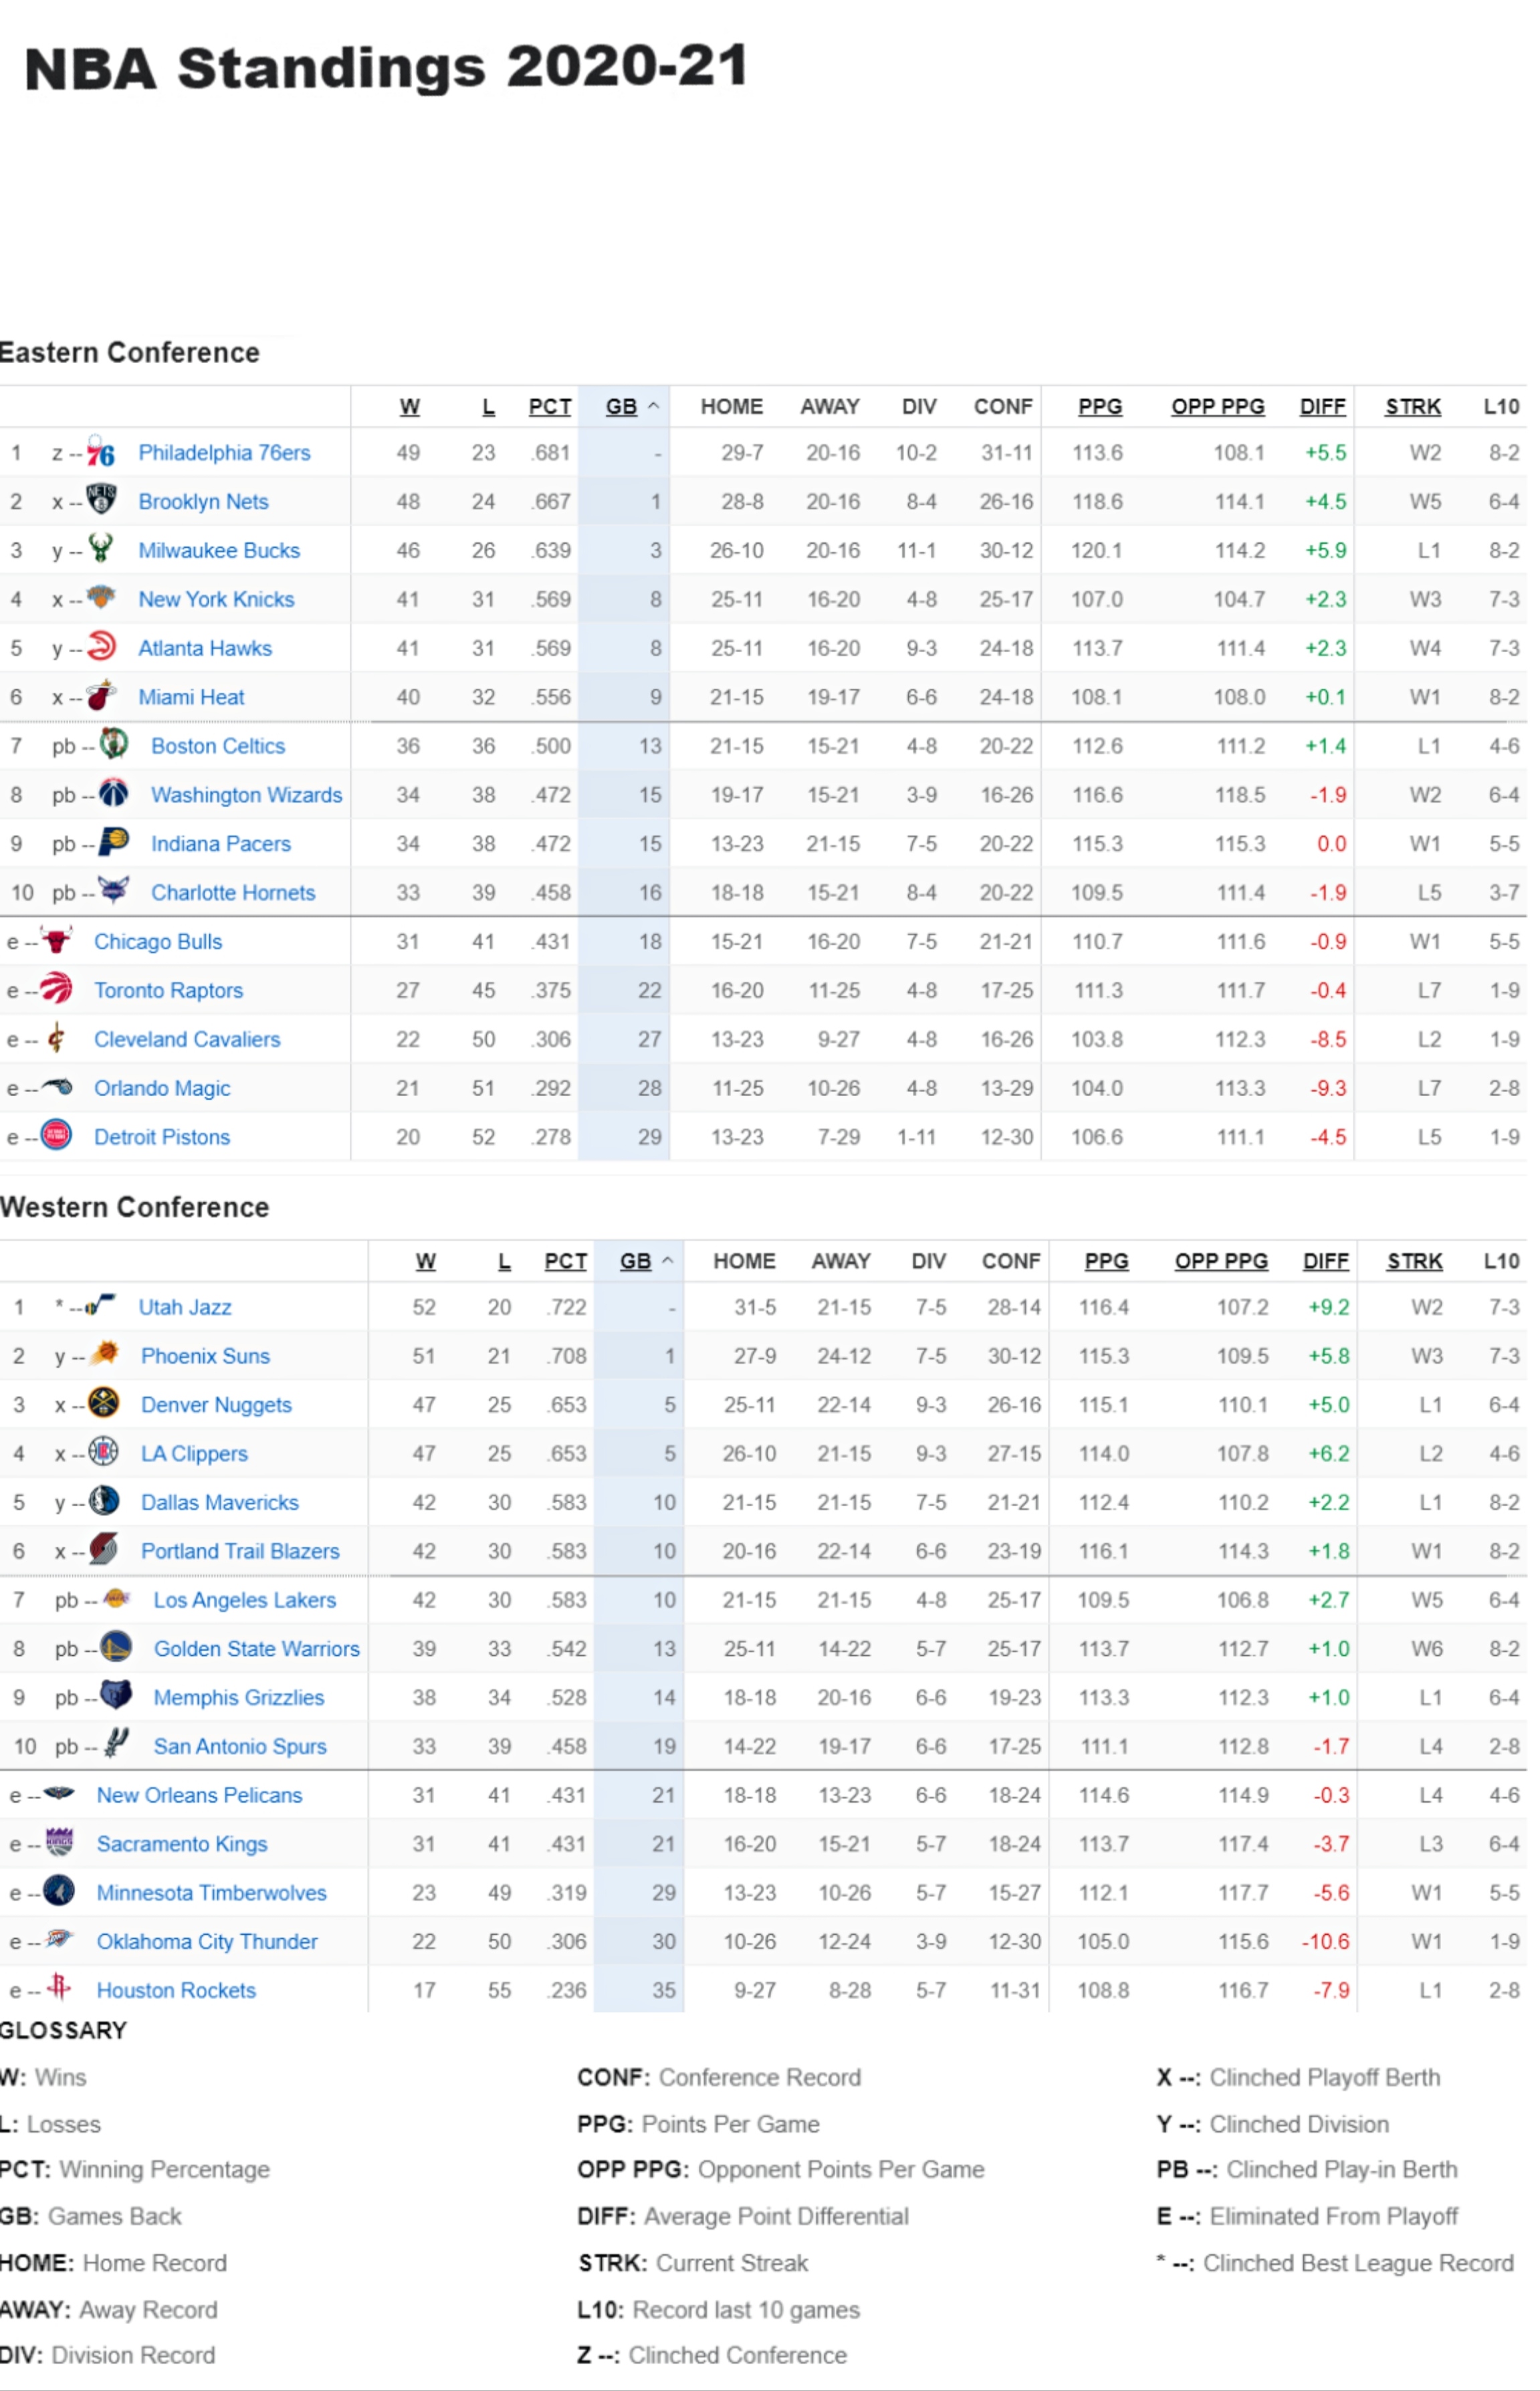 NBA Standings 2020-21
Eastern Conference
W L PCT GB ^ HOME AWAY DIV CONF PPG OPP PPG DIFF STRK L10
1 z -- 76 Philadelphia 76ers 49 23 .681 - 29-7 20-16 10-2 31-11 113.6 108.1 +5.5 W2 8-2
2 x -- NETS B Brooklyn Nets 48 24 .667 1 28-8 20-16 8-4 26-16 118.6 114.1 +4.5 W5 6-4
3 y -- Milwaukee Bucks 46 26 .639 3 26-10 20-16 11-1 30-12 120.1 114.2 +5.9 L1 8-2
4 x -- New York Knicks 41 31 .569 8 25-11 16-20 4-8 25-17 107.0 104.7 +2.3 W3 7-3
5 y -- Atlanta Hawks 41 31 .569 8 25-11 16-20 9-3 24-18 113.7 111.4 +2.3 W4 7-3
6 x -- Miami Heat 40 32 .556 9 21-15 19-17 6-6 24-18 108.1 108.0 +0.1 W1 8-2
7 pb -- Boston Celtics 36 36 .500 13 21-15 15-21 4-8 20-22 112.6 111.2 +1.4 L1 4-6
8 pb -- Washington Wizards 34 38 .472 15 19-17 15-21 3-9 16-26 116.6 118.5 -1.9 W2 6-4
9 pb -- Indiana Pacers 34 38 .472 15 13-23 21-15 7-5 20-22 115.3 115.3 0.0 W1 5-5
10 pb -- Charlotte Hornets 33 39 .458 16 18-18 15-21 8-4 20-22 109.5 111.4 -1.9 L5 3-7
e -- Chicago Bulls 31 41 .431 18 15-21 16-20 7-5 21-21 110.7 111.6 -0.9 W1 5-5
e -- Toronto Raptors 27 45 .375 22 16-20 11-25 4-8 17-25 111.3 111.7 -0.4 L7 1-9
e -- Cleveland Cavaliers 22 50 .306 27 13-23 9-27 4-8 16-26 103.8 112.3 -8.5 L2 1-9
e -- Orlando Magic 21 51 .292 28 11-25 10-26 4-8 13-29 104.0 113.3 -9.3 L7 2-8
e -- Detroit Pistons 20 52 .278 29 13-23 7-29 1-11 12-30 106.6 111.1 -4.5 L5 1-9
Western Conference
W L PCT GB ^ HOME AWAY DIV CONF PPG OPP PPG DIFF STRK L10
1 * -- Utah Jazz 52 20 .722 - 31-5 21-15 7-5 28-14 116.4 107.2 +9.2 W2 7-3
2 y -- Phoenix Suns 51 21 .708 1 27-9 24-12 7-5 30-12 115.3 109.5 +5.8 W3 7-3
3 x -- Denver Nuggets 47 25 .653 5 25-11 22-14 9-3 26-16 115.1 110.1 +5.0 L1 6-4
4 x -- LA Clippers 47 25 .653 5 26-10 21-15 9-3 27-15 114.0 107.8 +6.2 L2 4-6
5 y -- Dallas Mavericks 42 30 .583 10 21-15 21-15 7-5 21-21 112.4 110.2 +2.2 L1 8-2
6 x -- Portland Trail Blazers 42 30 .583 10 20-16 22-14 6-6 23-19 116.1 114.3 +1.8 W1 8-2
7 pb -- Los Angeles Lakers 42 30 .583 10 21-15 21-15 4-8 25-17 109.5 106.8 +2.7 W5 6-4
8 pb -- Golden State Warriors 39 33 .542 13 25-11 14-22 5-7 25-17 113.7 112.7 +1.0 W6 8-2
9 pb -- Memphis Grizzlies 38 34 .528 14 18-18 20-16 6-6 19-23 113.3 112.3 +1.0 L1 6-4
10 pb -- San Antonio Spurs 33 39 .458 19 14-22 19-17 6-6 17-25 111.1 112.8 -1.7 L4 2-8
e -- New Orleans Pelicans 31 41 .431 21 18-18 13-23 6-6 18-24 114.6 114.9 -0.3 L4 4-6
e -- KINGS Sacramento Kings 31 41 .431 21 16-20 15-21 5-7 18-24 113.7 117.4 -3.7 L3 6-4
e -- Minnesota Timberwolves 23 49 .319 29 13-23 10-26 5-7 15-27 112.1 117.7 -5.6 W1 5-5
e -- Oklahoma City Thunder 22 50 .306 30 10-26 12-24 3-9 12-30 105.0 115.6 -10.6 W1 1-9
e -- Houston Rockets 17 55 .236 35 9-27 8-28 5-7 11-31 108.8 116.7 -7.9 L1 2-8
GLOSSARY
W: Wins
L: Losses
PCT: Winning Percentage
GB: Games Back
HOME: Home Record
AWAY: Away Record
DIV: Division Record
CONF: Conference Record
PPG: Points Per Game
OPP PPG: Opponent Points Per Game
DIFF: Average Point Differential
STRK: Current Streak
L10: Record last 10 games
Z --: Clinched Conference
X --: Clinched Playoff Berth
Y --: Clinched Division
PB --: Clinched Play-in Berth
E --: Eliminated From Playoff
* --: Clinched Best League Record